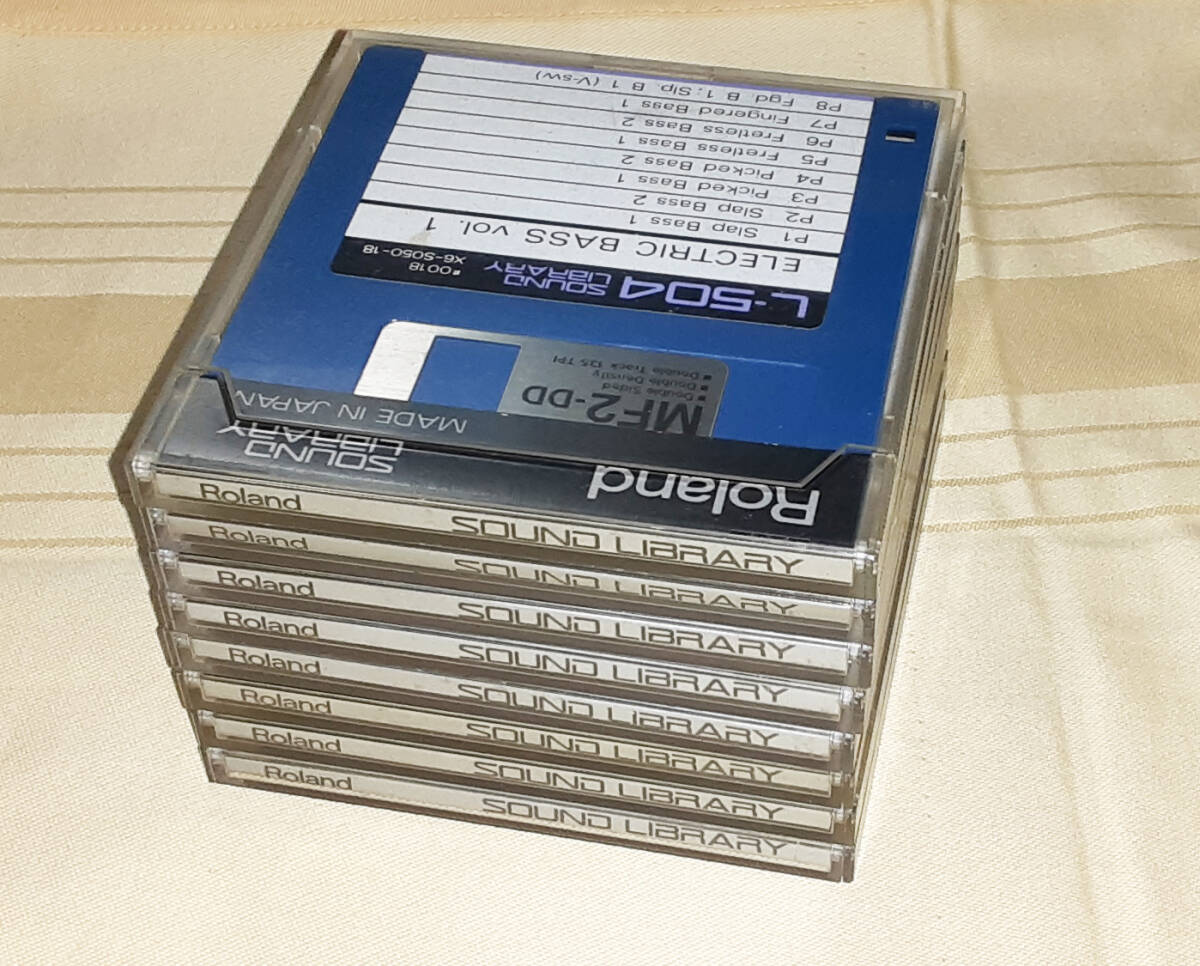 Roland
SOUND
LIBRARY
MADE IN JAPAN
MF2-DD
■ Double Sided
■ Double Density
■ Double Track 135 TPI
L-504 SOUND LIBRARY
#0018
X6-S050-18
ELECTRIC BASS vol. 1
P1 Slap Bass 1
P2 Slap Bass 2
P3 Picked Bass 1
P4 Picked Bass 2
P5 Fretless Bass 1
P6 Fretless Bass 2
P7 Fingered Bass 1
P8 Fgd. B 1 ; Slp. B 1 (V-sw)
Roland SOUND LIBRARY
Roland SOUND LIBRARY
Roland SOUND LIBRARY
Roland SOUND LIBRARY
Roland SOUND LIBRARY
Roland SOUND LIBRARY
Roland SOUND LIBRARY
Roland SOUND LIBRARY